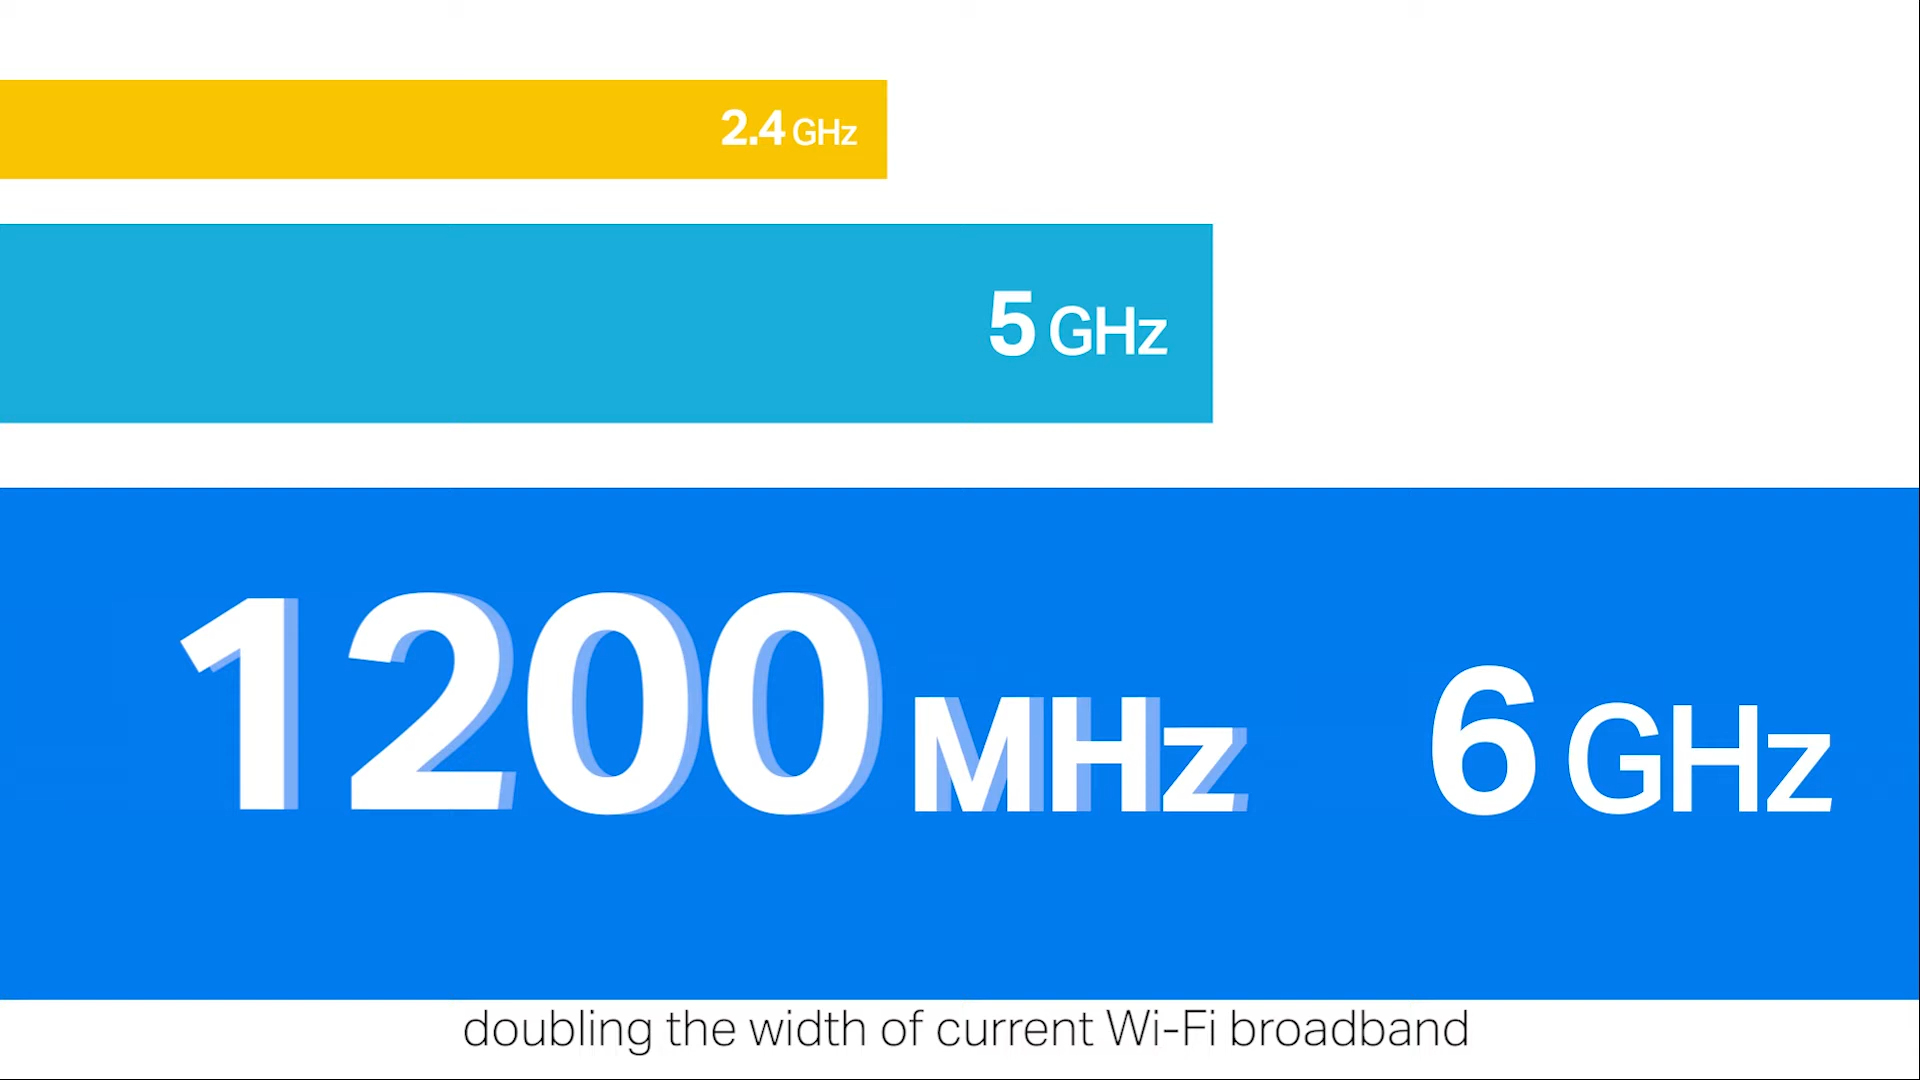 2.4 GHz
5 GHz
1200 MHz 6 GHz
doubling the width of current Wi-Fi broadband